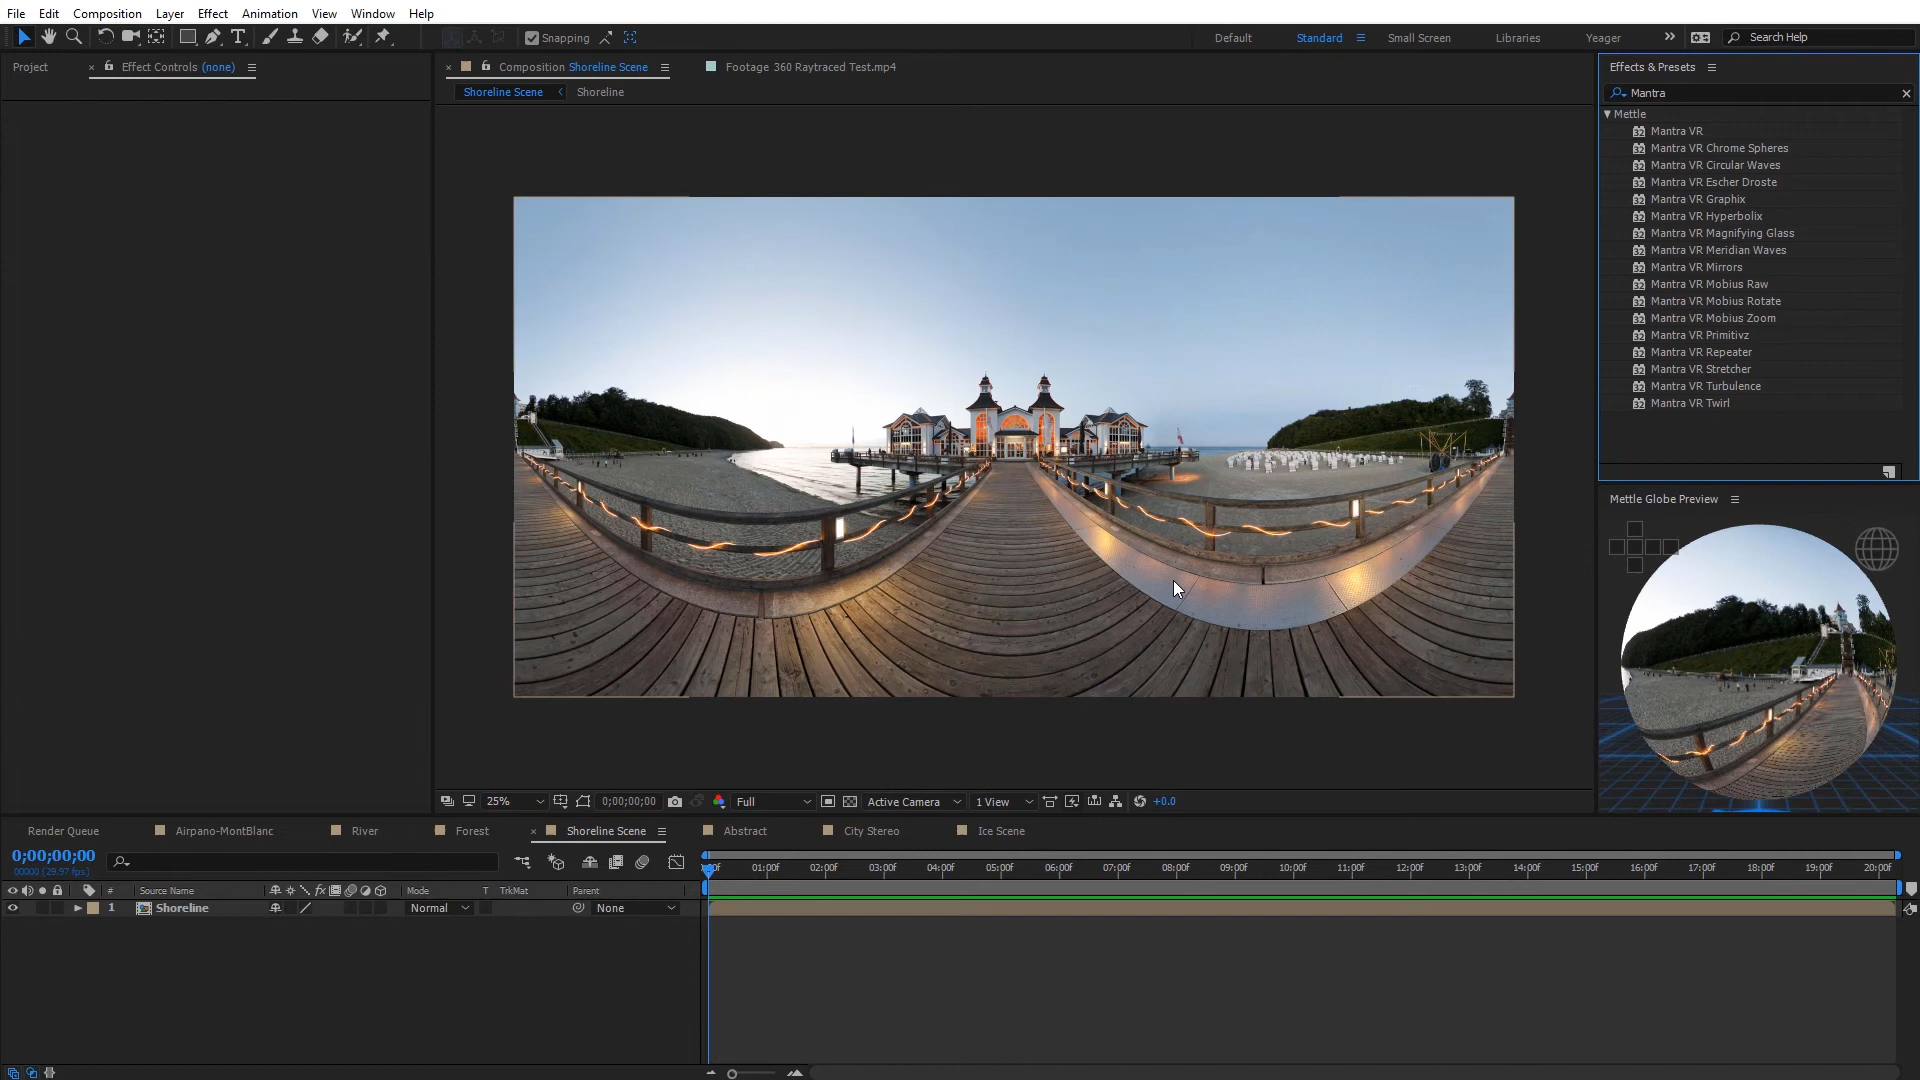 File Edit Composition Layer Effect Animation View Window Help
Snapping
Default Standard Small Screen Libraries Yeager Search Help
Project × Effect Controls (none)
× Composition Shoreline Scene Footage 360 Raytraced Test.mp4
Shoreline Scene < Shoreline
Effects & Presets
Mantra
Mettle
Mantra VR
Mantra VR Chrome Spheres
Mantra VR Circular Waves
Mantra VR Escher Droste
Mantra VR Graphix
Mantra VR Hyperbolix
Mantra VR Magnifying Glass
Mantra VR Meridian Waves
Mantra VR Mirrors
Mantra VR Mobius Raw
Mantra VR Mobius Rotate
Mantra VR Mobius Zoom
Mantra VR Primitivz
Mantra VR Repeater
Mantra VR Stretcher
Mantra VR Turbulence
Mantra VR Twirl
Mettle Globe Preview
25% 0;00;00;00 Full Active Camera 1 View +0.0
Render Queue Airpano-MontBlanc River Forest × Shoreline Scene Abstract City Stereo Ice Scene
0;00;00;00
00000 (29.97 fps)
01:00f 02:00f 03:00f 04:00f 05:00f 06:00f 07:00f 08:00f 09:00f 10:00f 11:00f 12:00f 13:00f 14:00f 15:00f 16:00f 17:00f 18:00f 19:00f 20:00f
# Source Name fx Mode T TrkMat Parent
1 Shoreline Normal None